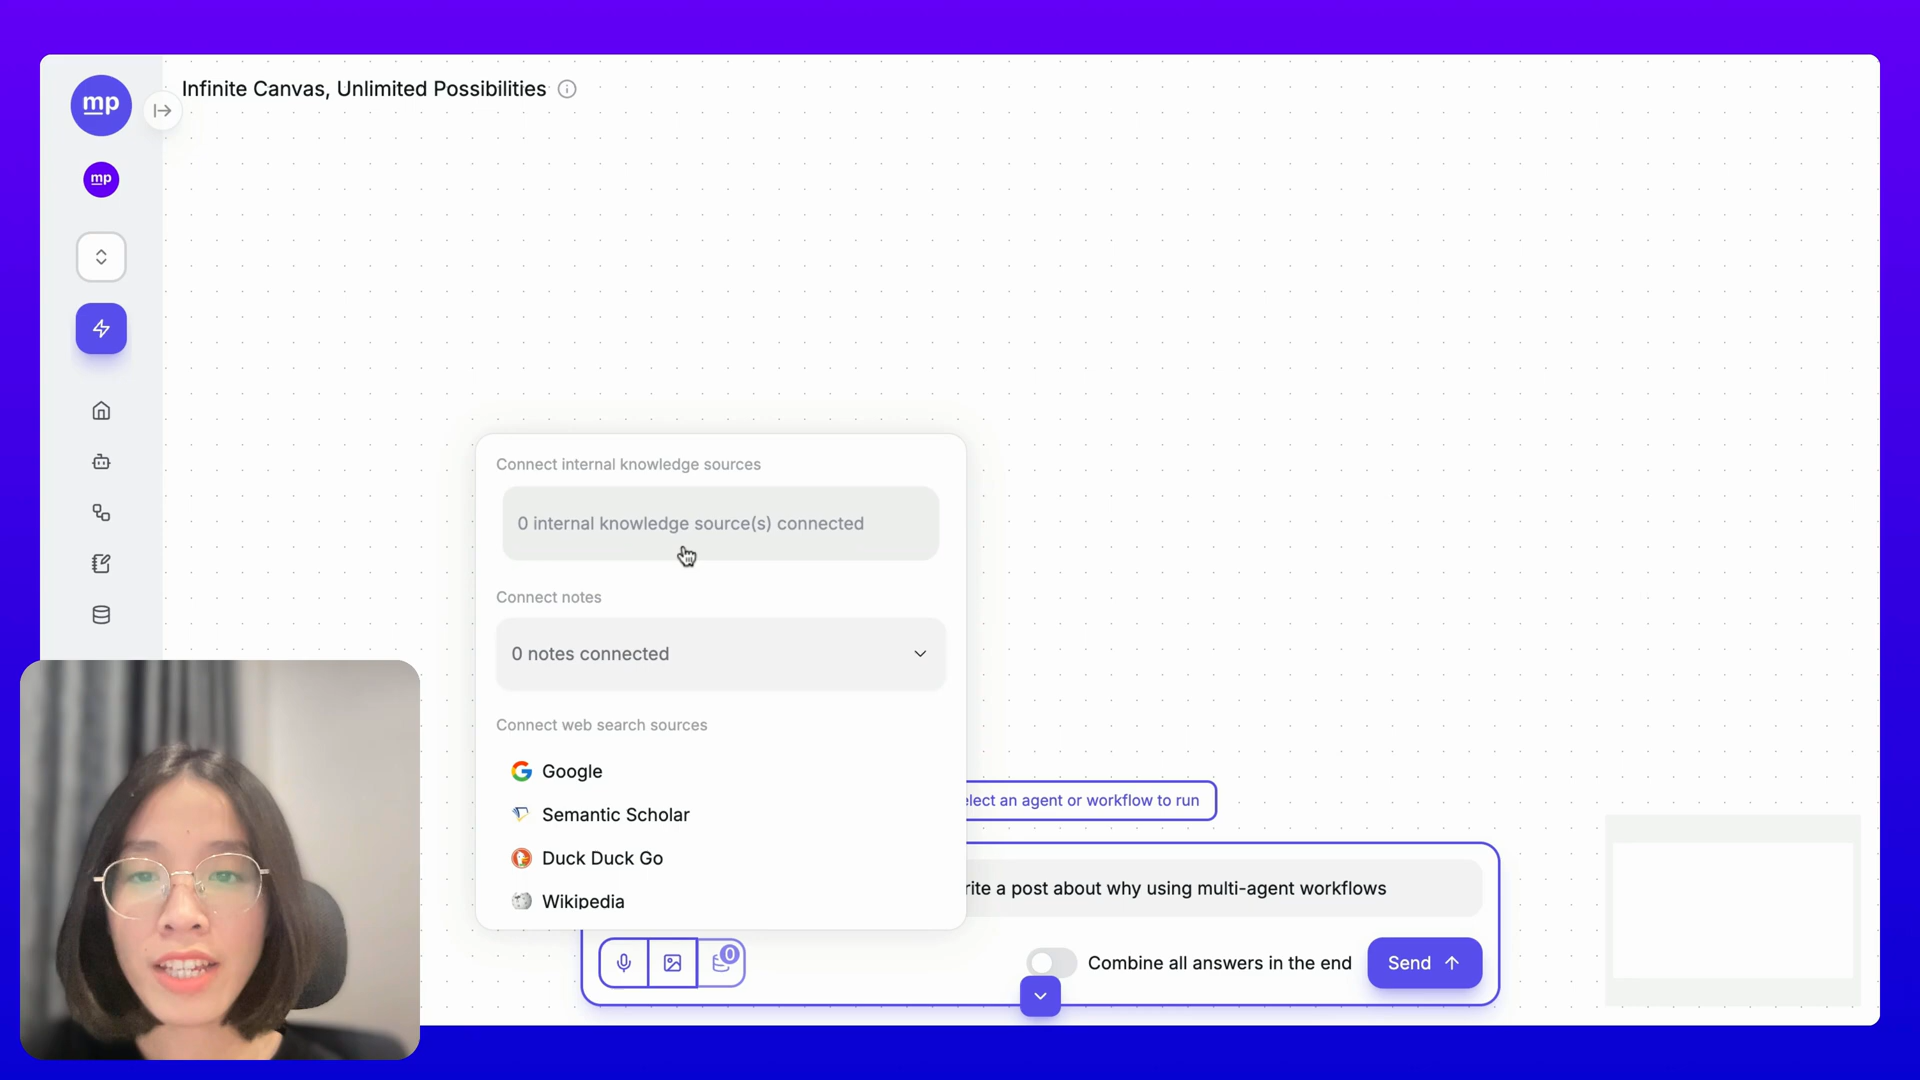 mp
Infinite Canvas, Unlimited Possibilities
mp
Connect internal knowledge sources
0 internal knowledge source(s) connected
Connect notes
0 notes connected
Connect web search sources
Google
Semantic Scholar
Duck Duck Go
Wikipedia
an agent or workflow to run
a post about why using multi-agent workflows
0
Combine all answers in the end
Send